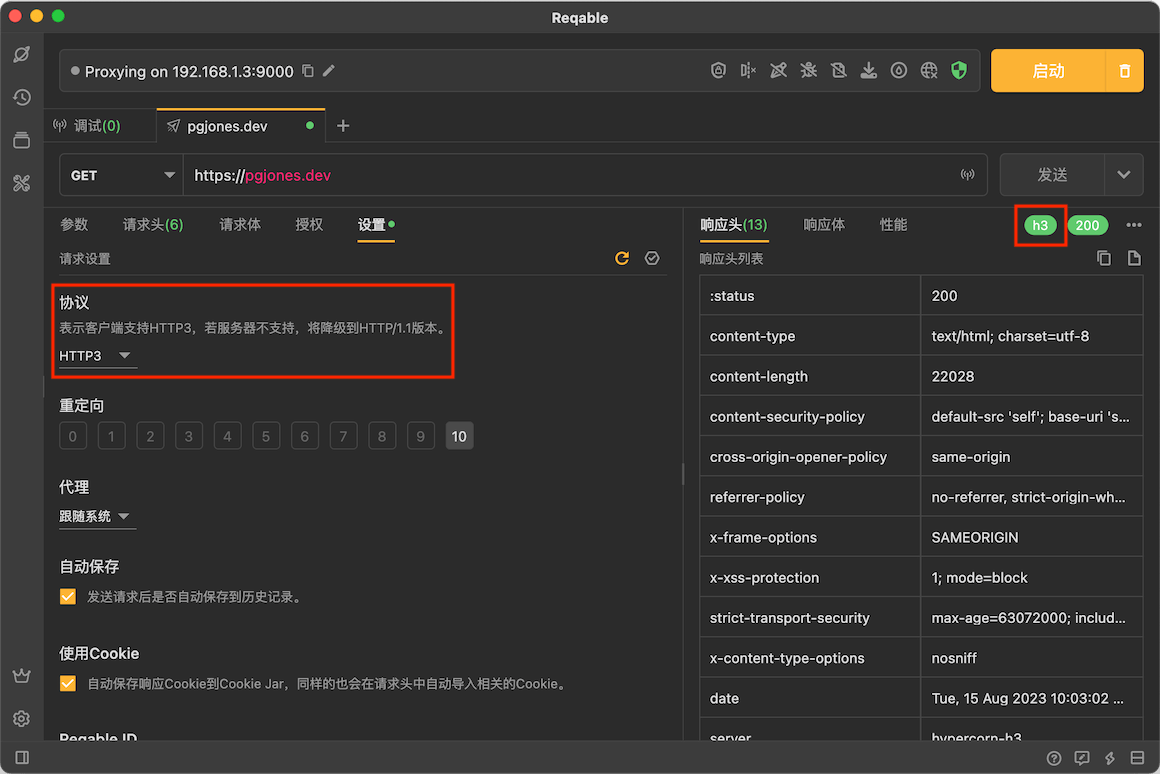 Reqable
Proxying on 192.168.1.3:9000
启动
调试(0)
pgjones.dev
GET
https://pgjones.dev
发送
参数
请求头(6)
请求体
授权
设置
响应头(13)
响应体
性能
h3
200
请求设置
响应头列表
协议
表示客户端支持HTTP3，若服务器不支持，将降级到HTTP/1.1版本。
HTTP3
重定向
0 1 2 3 4 5 6 7 8 9 10
代理
跟随系统
自动保存
发送请求后是否自动保存到历史记录。
使用Cookie
自动保存响应Cookie到Cookie Jar，同样的也会在请求头中自动导入相关的Cookie。
Reqable ID
:status 200
content-type text/html; charset=utf-8
content-length 22028
content-security-policy default-src 'self'; base-uri 's...
cross-origin-opener-policy same-origin
referrer-policy no-referrer, strict-origin-wh...
x-frame-options SAMEORIGIN
x-xss-protection 1; mode=block
strict-transport-security max-age=63072000; includ...
x-content-type-options nosniff
date Tue, 15 Aug 2023 10:03:02 ...
server hypercorn-h3